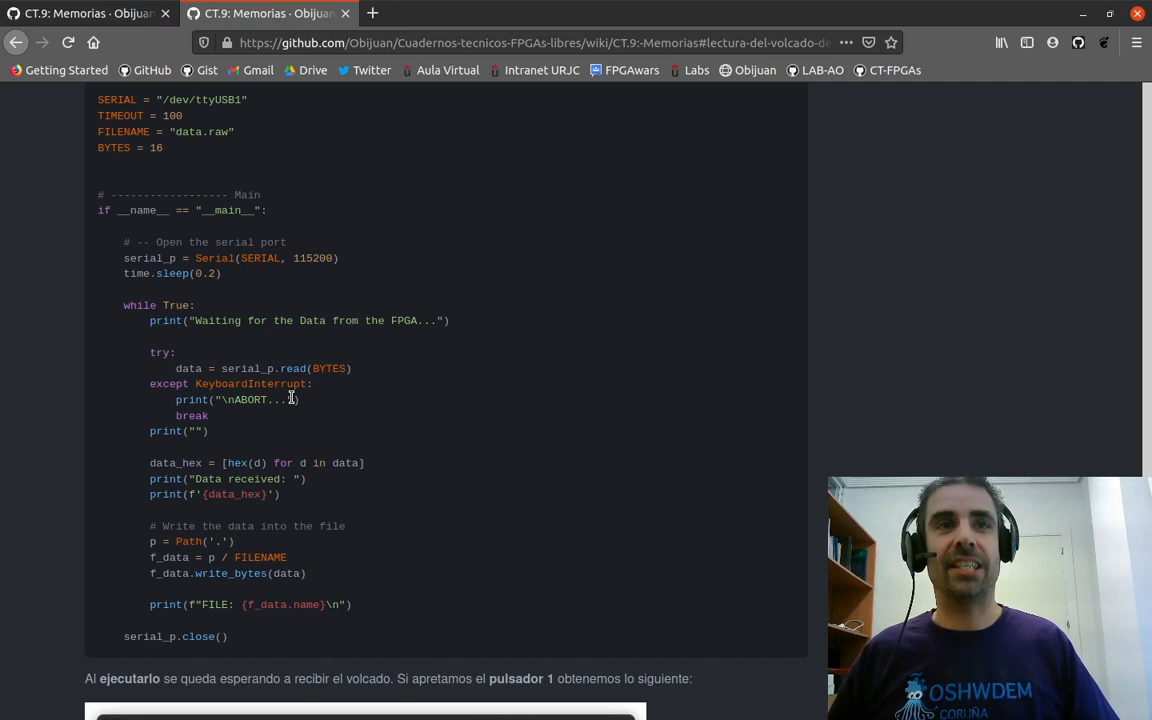 CT.9: Memorias · Obijuan
CT.9: Memorias · Obijuan
https://github.com/Obijuan/Cuadernos-tecnicos-FPGAs-libres/wiki/CT.9:-Memorias#lectura-del-volcado-de
Getting Started GitHub Gist Gmail Drive Twitter Aula Virtual Intranet URJC FPGAwars Labs Obijuan LAB-AO CT-FPGAs
SERIAL = "/dev/ttyUSB1"
TIMEOUT = 100
FILENAME = "data.raw"
BYTES = 16
# ------------------ Main
if __name__ == "__main__":
# -- Open the serial port
serial_p = Serial(SERIAL, 115200)
time.sleep(0.2)
while True:
print("Waiting for the Data from the FPGA...")
try:
data = serial_p.read(BYTES)
except KeyboardInterrupt:
print("\nABORT...")
break
print("")
data_hex = [hex(d) for d in data]
print("Data received: ")
print(f'{data_hex}')
# Write the data into the file
p = Path('.')
f_data = p / FILENAME
f_data.write_bytes(data)
print(f"FILE: {f_data.name}\n")
serial_p.close()
Al ejecutarlo se queda esperando a recibir el volcado. Si apretamos el pulsador 1 obtenemos lo siguiente:
OSHWDEM
CORUÑA